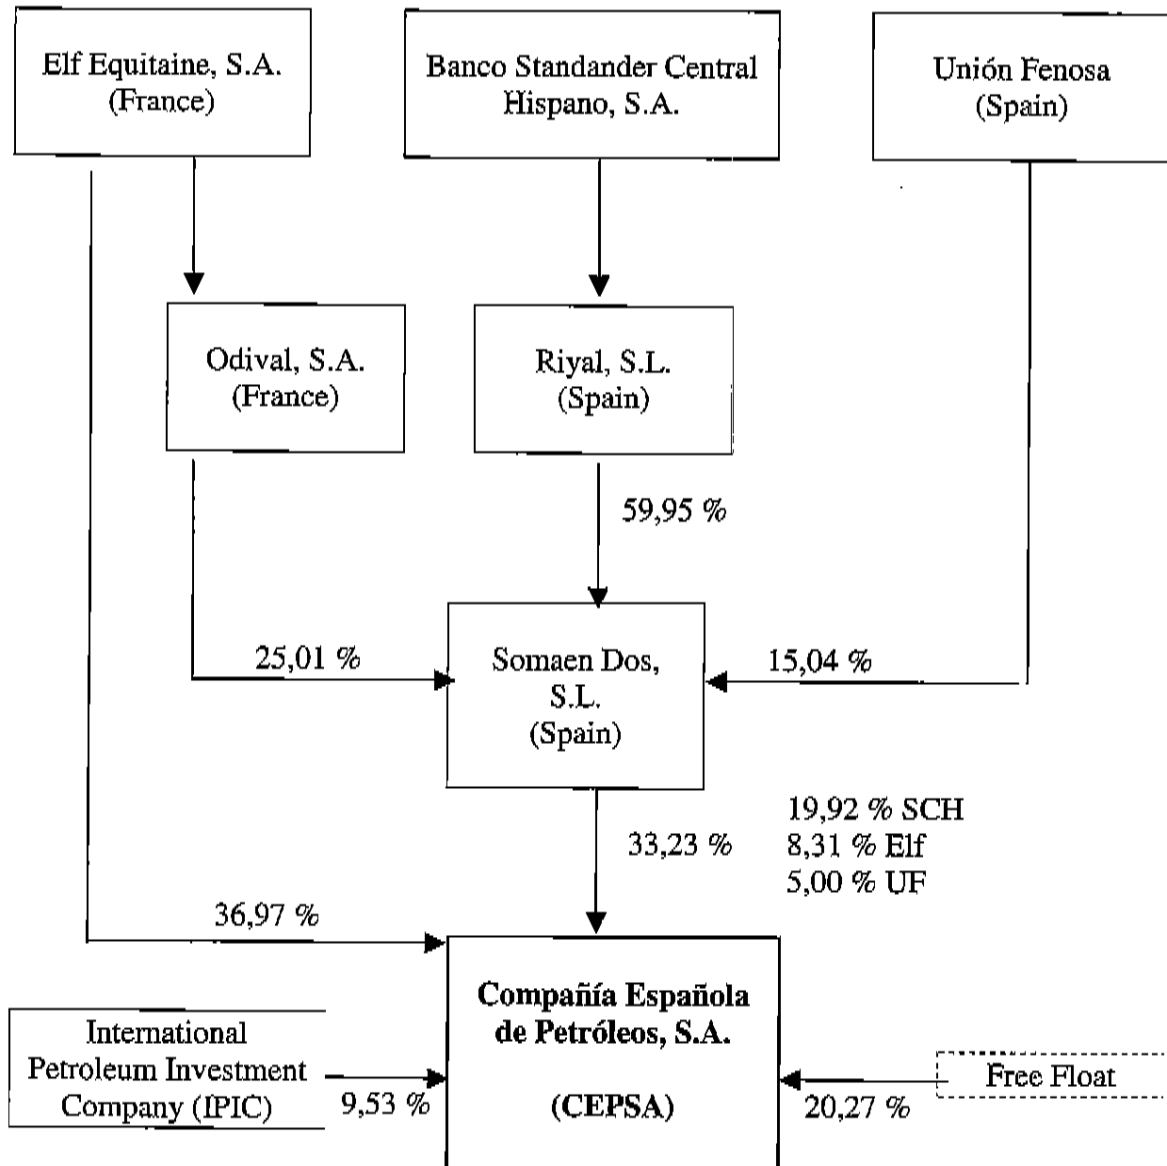 Elf Equitaine, S.A.
(France)
Banco Standander Central
Hispano, S.A.
Unión Fenosa
(Spain)
Odival, S.A.
(France)
Riyal, S.L.
(Spain)
59,95 %
25,01 %
Somaen Dos,
S.L.
(Spain)
15,04 %
33,23 %
19,92 % SCH
8,31 % Elf
5,00 % UF
36,97 %
Compañía Española
de Petróleos, S.A.
(CEPSA)
International
Petroleum Investment
Company (IPIC)
9,53 %
Free Float
20,27 %